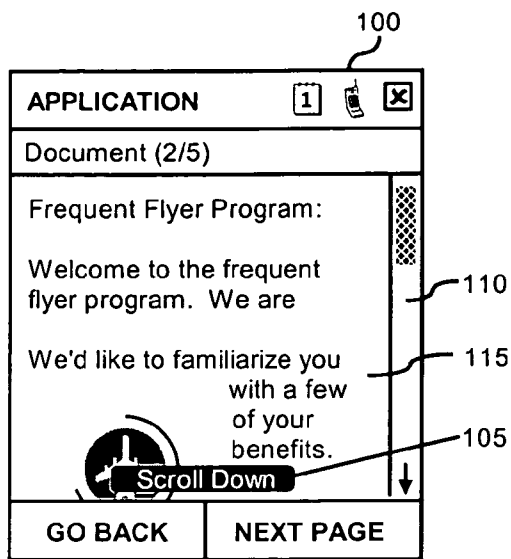 100
APPLICATION 1
Document (2/5)
Frequent Flyer Program:
Welcome to the frequent
flyer program. We are
110
We'd like to familiarize you
115
with a few
of your
benefits.
105
Scroll Down
GO BACK NEXT PAGE